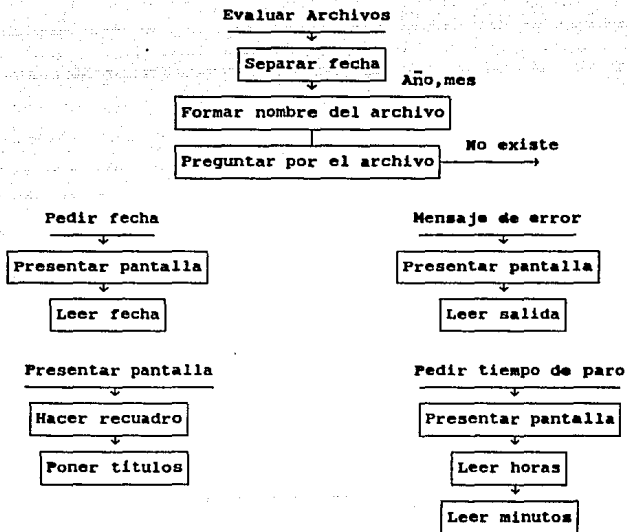 Evaluar Archivos
Separar fecha
Año,mes
Formar nombre del archivo
No existe
Preguntar por el archivo
Pedir fecha
Presentar pantalla
Leer fecha
Mensaje de error
Presentar pantalla
Leer salida
Presentar pantalla
Hacer recuadro
Poner títulos
Pedir tiempo de paro
Presentar pantalla
Leer horas
Leer minutos